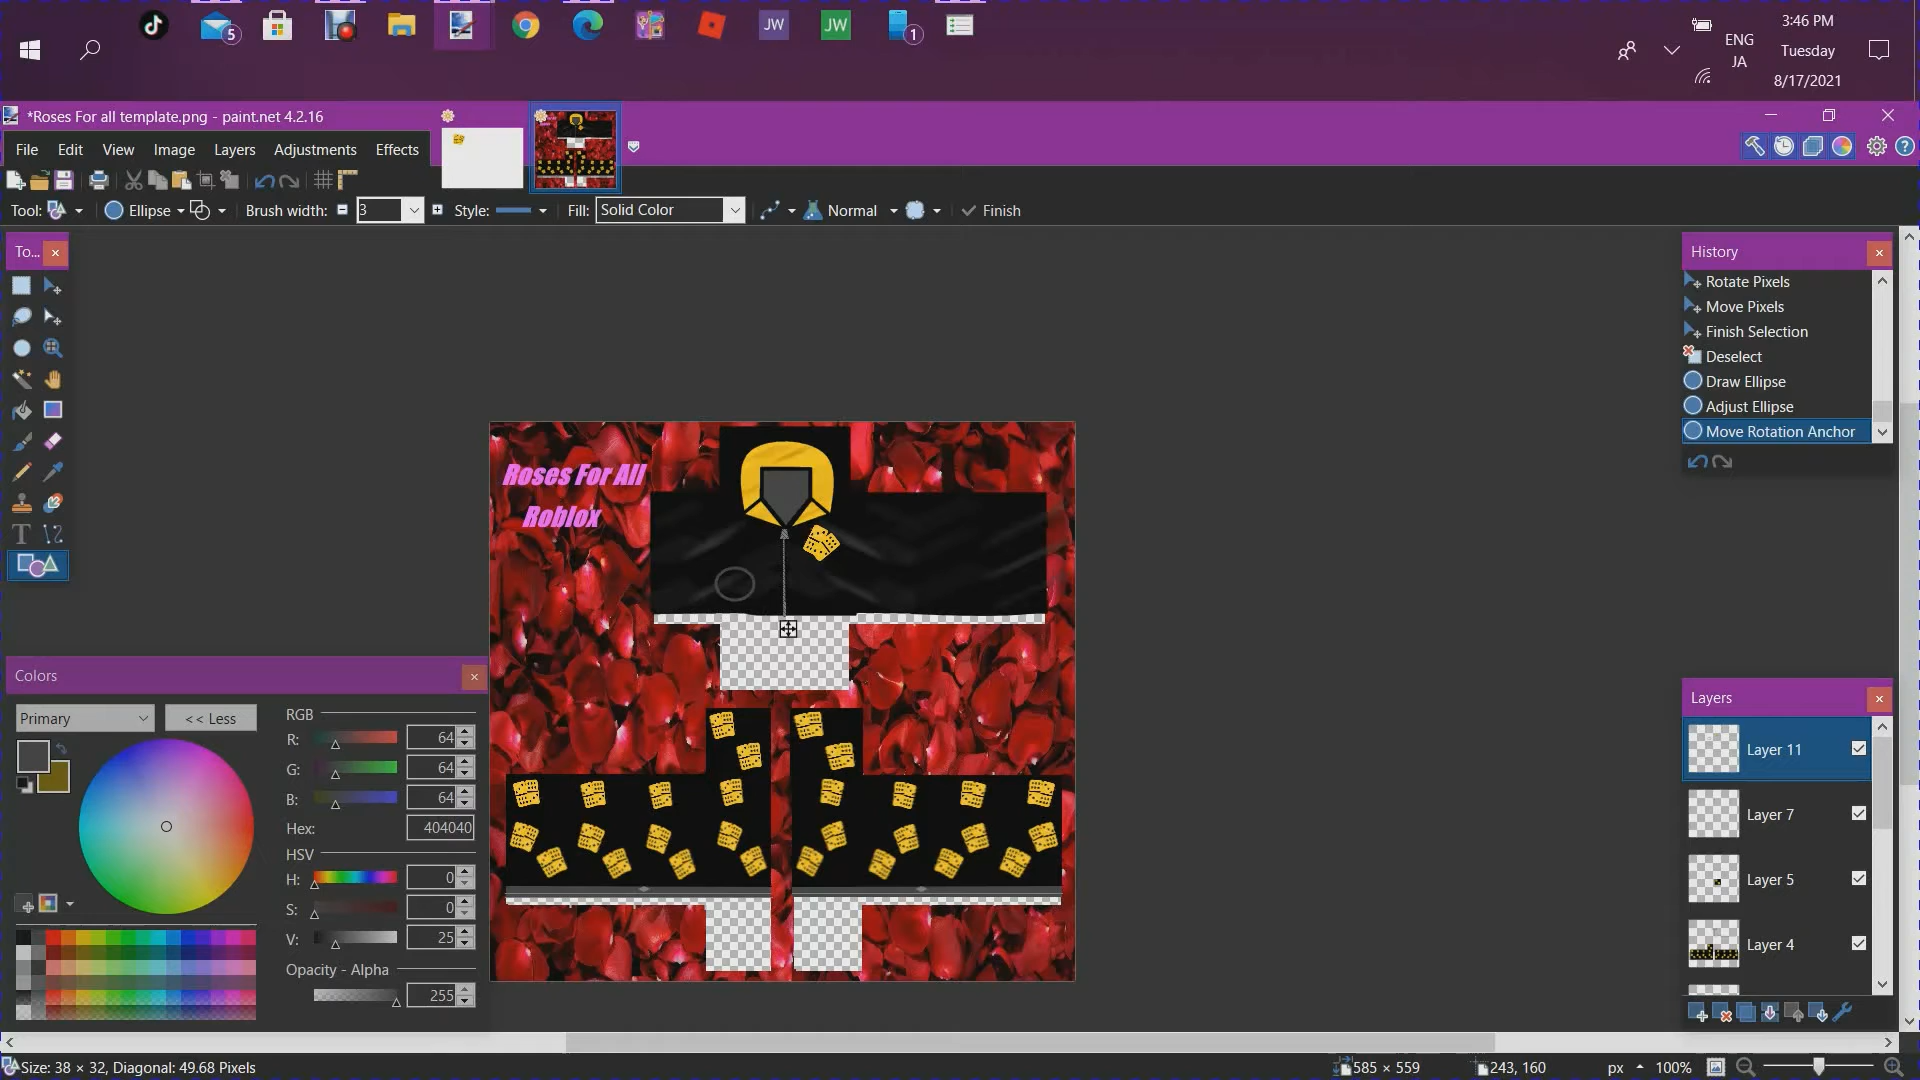 5
JW
JW
1
ENG
JA
3:46 PM
Tuesday
8/17/2021
*Roses For all template.png - paint.net 4.2.16
File Edit View Image Layers Adjustments Effects
Tool: Ellipse Brush width: 3 Style: Fill: Solid Color Normal Finish
To...
History
Rotate Pixels
Move Pixels
Finish Selection
Deselect
Draw Ellipse
Adjust Ellipse
Move Rotation Anchor
Roses For All
Roblox
Colors
Primary << Less
RGB
R: 64
G: 64
B: 64
Hex: 404040
HSV
H: 0
S: 0
V: 25
Opacity - Alpha
255
Layers
Layer 11
Layer 7
Layer 5
Layer 4
Size: 38 × 32, Diagonal: 49.68 Pixels
585 × 559
243, 160
px
100%